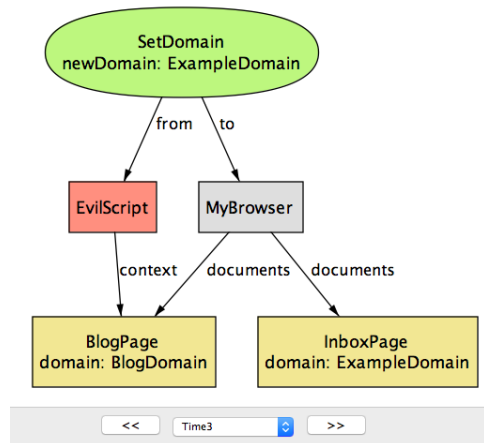 SetDomain
newDomain: ExampleDomain
from
to
EvilScript
MyBrowser
context
documents
documents
BlogPage
domain: BlogDomain
InboxPage
domain: ExampleDomain
<<
Time3
>>